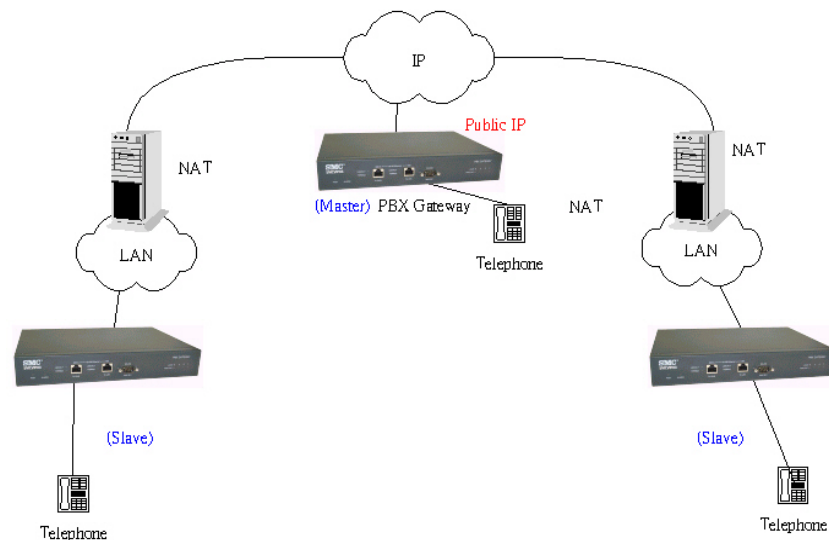 IP
Public IP
NAT
NAT
(Master) PBX Gateway
NAT
LAN
Telephone
LAN
(Slave)
(Slave)
Telephone
Telephone